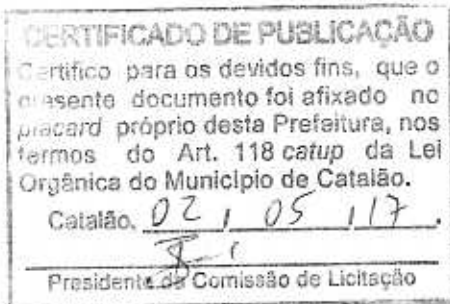 CERTIFICADO DE PUBLICAÇÃO
Certifico para os devidos fins, que o
presente documento foi afixado no
placard próprio desta Prefeitura, nos
termos do Art. 118 catup da Lei
Orgânica do Município de Catalão.
Catalão, 02 / 05 / 17 .
Presidente da Comissão de Licitação